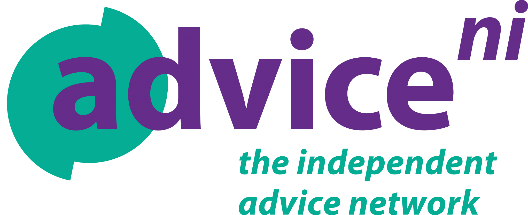 advice ni
the independent
advice network